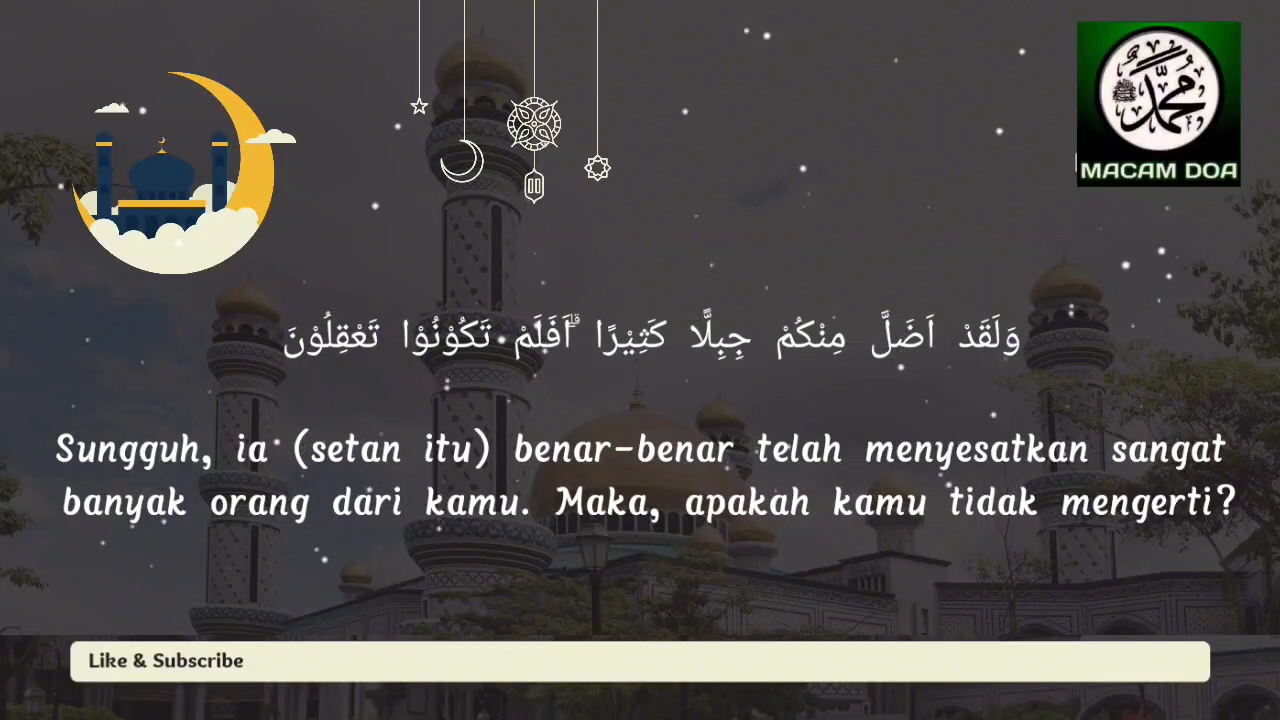 محمد
MACAM DOA
وَلَقَدْ اَضَلَّ مِنْكُمْ جِبِلًّا كَثِيْرًا ۗاَفَلَمْ تَكُوْنُوْا تَعْقِلُوْنَ
Sungguh, ia (setan itu) benar-benar telah menyesatkan sangat
banyak orang dari kamu. Maka, apakah kamu tidak mengerti?
Like & Subscribe